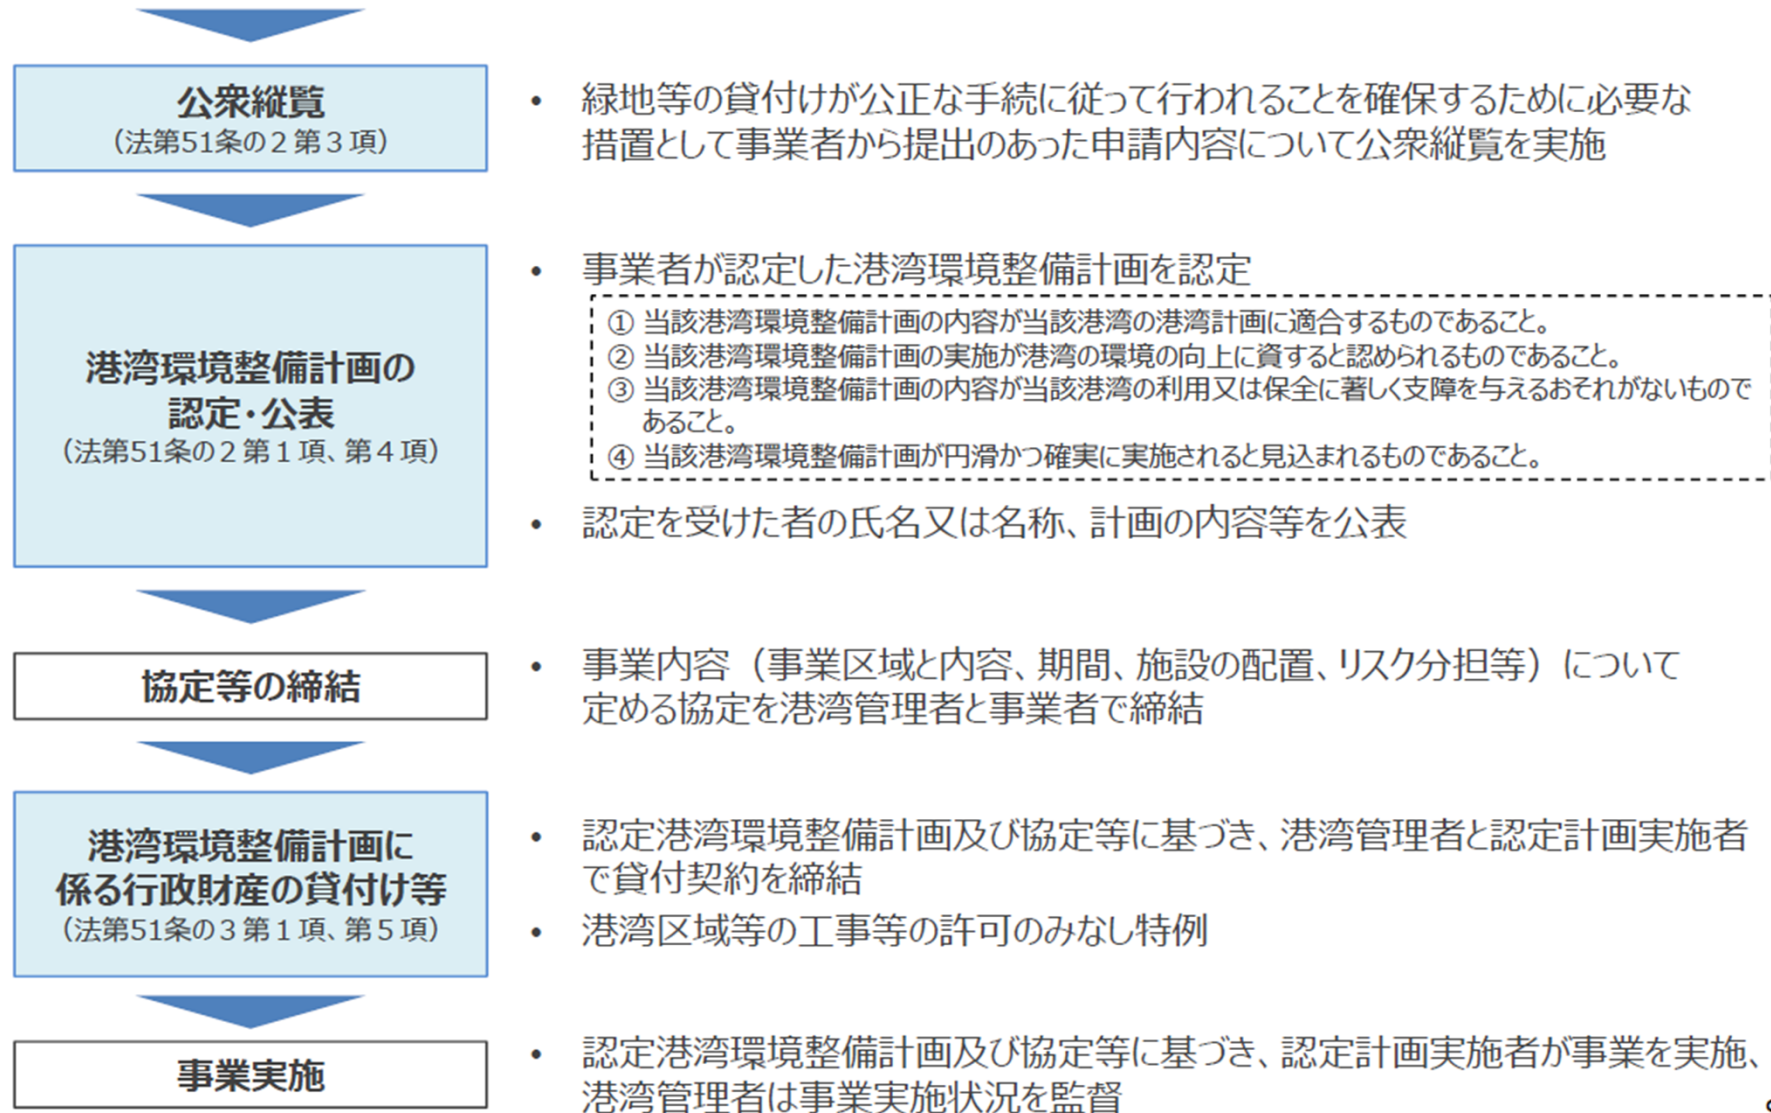 公衆縦覧
（法第51条の２第３項）
• 緑地等の貸付けが公正な手続に従って行われることを確保するために必要な
措置として事業者から提出のあった申請内容について公衆縦覧を実施
港湾環境整備計画の
認定・公表
（法第51条の２第１項、第４項）
• 事業者が認定した港湾環境整備計画を認定
① 当該港湾環境整備計画の内容が当該港湾の港湾計画に適合するものであること。
② 当該港湾環境整備計画の実施が港湾の環境の向上に資すると認められるものであること。
③ 当該港湾環境整備計画の内容が当該港湾の利用又は保全に著しく支障を与えるおそれがないもので
あること。
④ 当該港湾環境整備計画が円滑かつ確実に実施されると見込まれるものであること。
• 認定を受けた者の氏名又は名称、計画の内容等を公表
協定等の締結
• 事業内容（事業区域と内容、期間、施設の配置、リスク分担等）について
定める協定を港湾管理者と事業者で締結
港湾環境整備計画に
係る行政財産の貸付け等
（法第51条の３第１項、第５項）
• 認定港湾環境整備計画及び協定等に基づき、港湾管理者と認定計画実施者
で貸付契約を締結
• 港湾区域等の工事等の許可のみなし特例
事業実施
• 認定港湾環境整備計画及び協定等に基づき、認定計画実施者が事業を実施、
港湾管理者は事業実施状況を監督